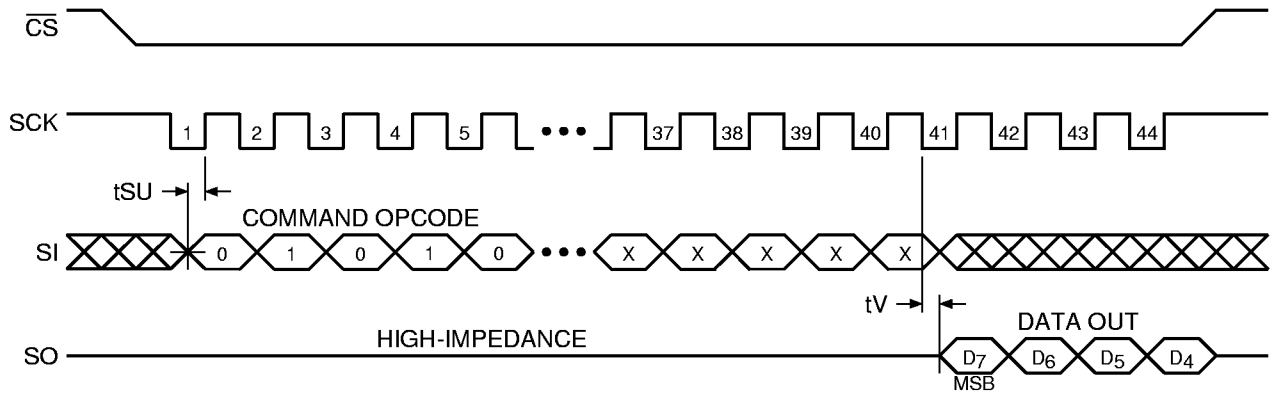 CS
SCK 1 2 3 4 5 ••• 37 38 39 40 41 42 43 44
tSU
COMMAND OPCODE
SI 0 1 0 1 0 ••• X X X X X
tV
HIGH-IMPEDANCE
DATA OUT
SO D7 D6 D5 D4
MSB